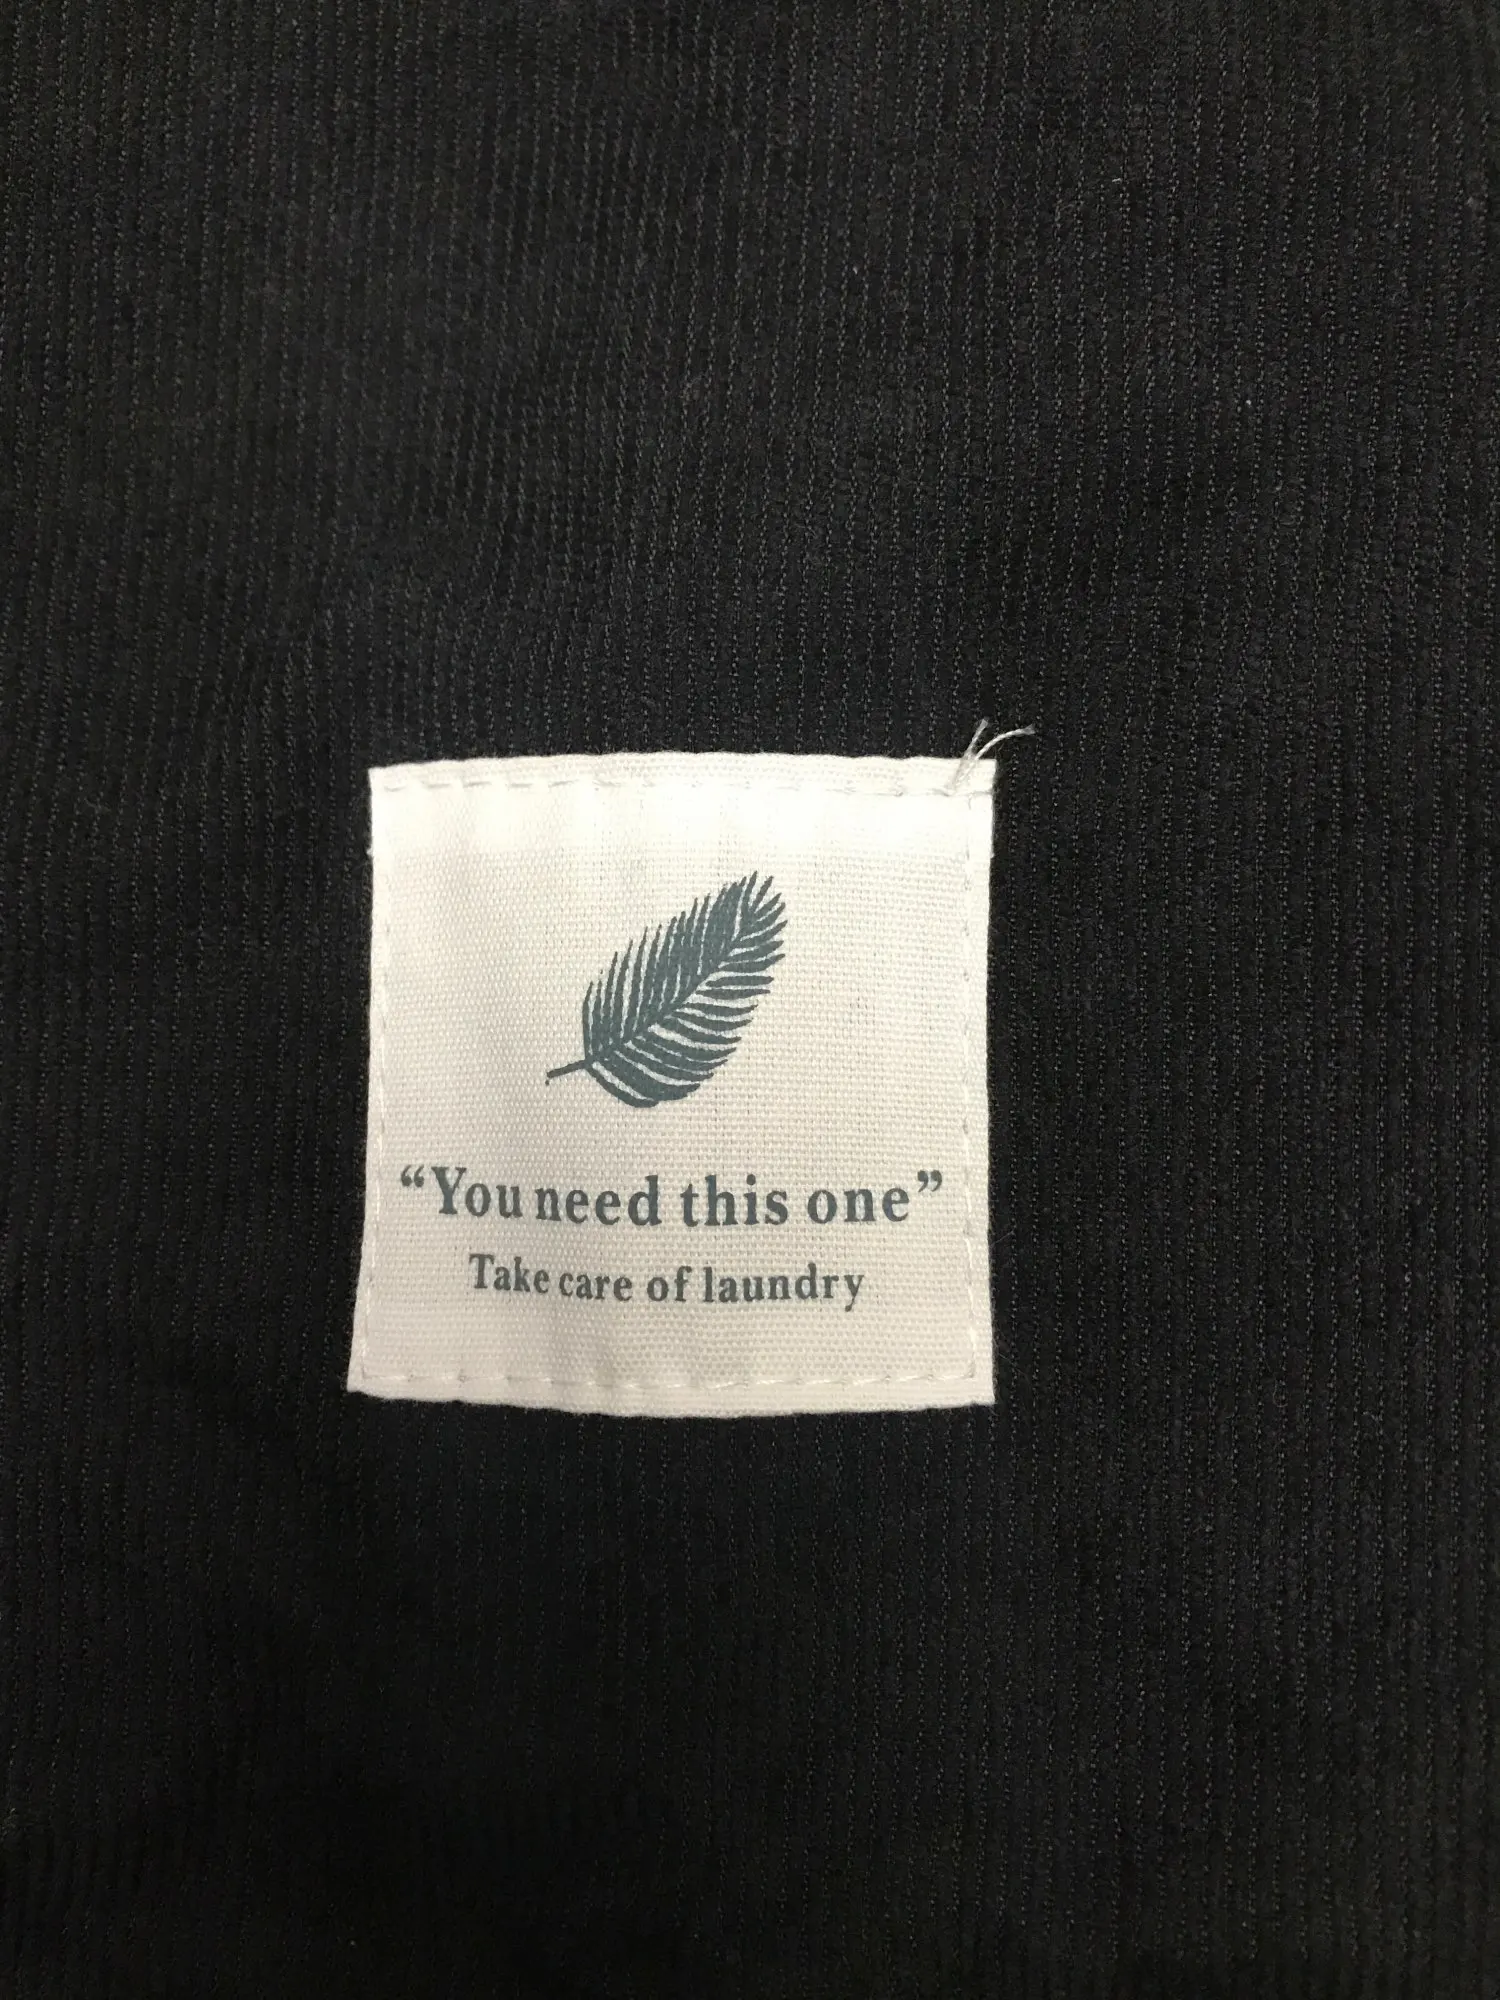 “You need this one”
Take care of laundry